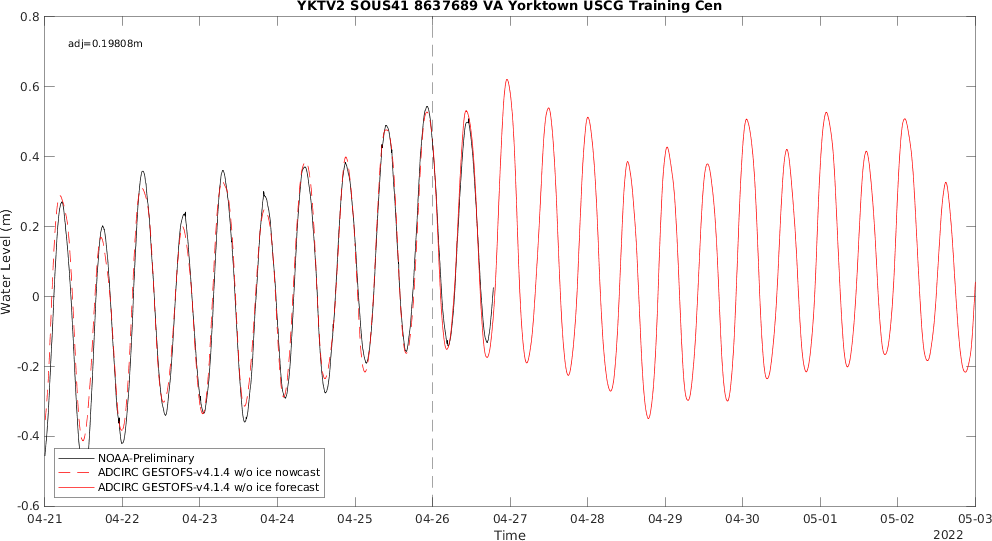 YKTV2 SOUS41 8637689 VA Yorktown USCG Training Cen
adj=0.19808m
0.8
0.6
0.4
0.2
0
-0.2
-0.4
-0.6
Water Level (m)
NOAA-Preliminary
ADCIRC GESTOFS-v4.1.4 w/o ice nowcast
ADCIRC GESTOFS-v4.1.4 w/o ice forecast
04-21 04-22 04-23 04-24 04-25 04-26 04-27 04-28 04-29 04-30 05-01 05-02 05-03
Time
2022